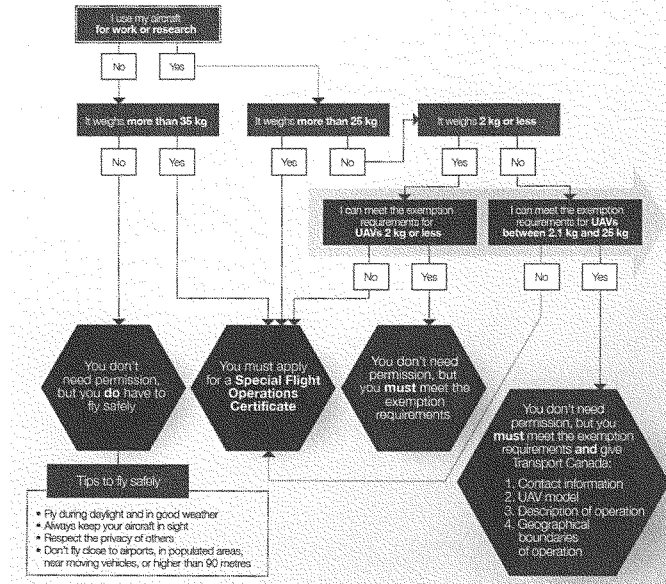 I use my aircraft
for work or research
No
Yes
It weighs more than 35 kg
It weighs more than 25 kg
It weighs 2 kg or less
No
Yes
Yes
No
Yes
No
I can meet the exemption
requirements for
UAVs 2 kg or less
I can meet the exemption
requirements for UAVs
between 2.1 kg and 25 kg
No
Yes
No
Yes
You don't
need permission,
but you do have to
fly safely
You must apply
for a Special Flight
Operations
Certificate
You don't need
permission, but
you must meet the
exemption
requirements
You don't need
permission, but you
must meet the exemption
requirements and give
Transport Canada:
1. Contact information
2. UAV model
3. Description of operation
4. Geographical
boundaries
of operation
Tips to fly safely
• Fly during daylight and in good weather
• Always keep your aircraft in sight
• Respect the privacy of others
• Don't fly close to airports, in populated areas,
near moving vehicles, or higher than 90 metres